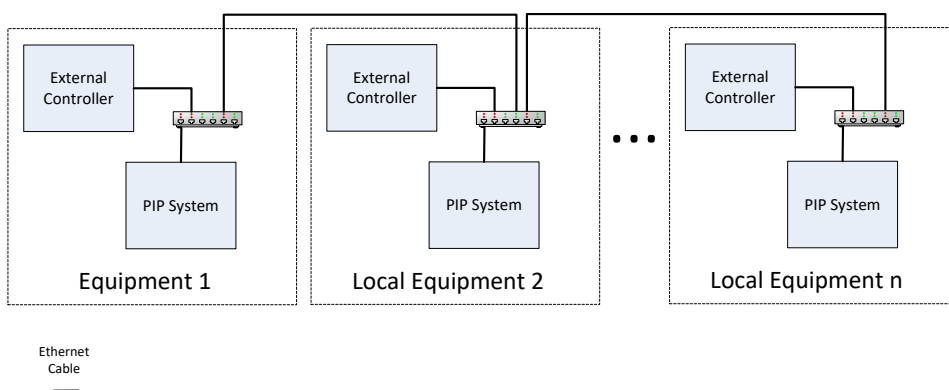 External
Controller
PIP System
Equipment 1
External
Controller
PIP System
Local Equipment 2
External
Controller
PIP System
Local Equipment n
Ethernet
Cable